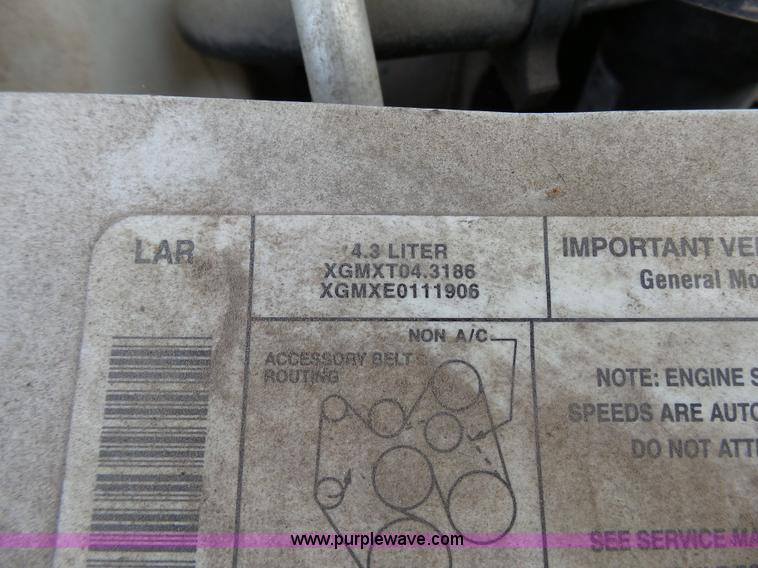 LAR
4.3 LITER
XGMXT04.3186
XGMXE0111906
IMPORTANT VE
General Mo
NON A/C
ACCESSORY BELT
ROUTING
NOTE: ENGINE S
SPEEDS ARE AUTO
DO NOT ATT
SEE SERVICE MA
www.purplewave.com